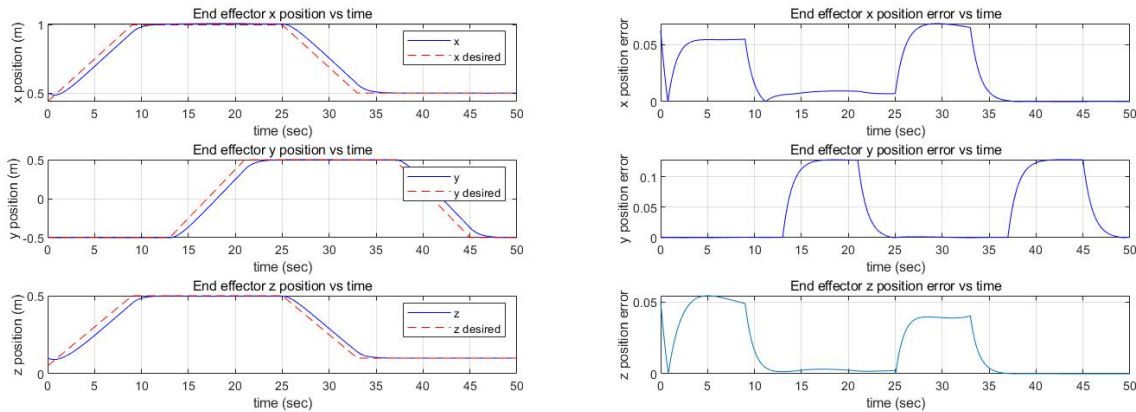 End effector x position vs time
x position (m)
1
0.5
x
x desired
0 5 10 15 20 25 30 35 40 45 50
time (sec)
End effector y position vs time
y position (m)
0.5
0
-0.5
y
y desired
0 5 10 15 20 25 30 35 40 45 50
time (sec)
End effector z position vs time
z position (m)
0.5
0
z
z desired
0 5 10 15 20 25 30 35 40 45 50
time (sec)
End effector x position error vs time
x position error
0.05
0
0 5 10 15 20 25 30 35 40 45 50
time (sec)
End effector y position error vs time
y position error
0.1
0.05
0
0 5 10 15 20 25 30 35 40 45 50
time (sec)
End effector z position error vs time
z position error
0.05
0
0 5 10 15 20 25 30 35 40 45 50
time (sec)